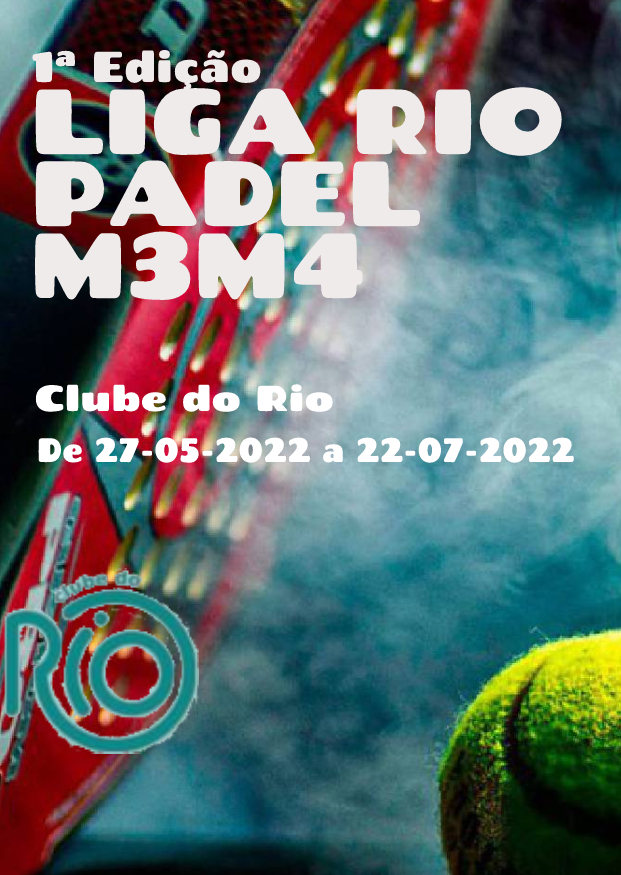 1ª Edição
LIGA RIO
PADEL
M3M4
Clube do Rio
De 27-05-2022 a 22-07-2022
clube do
Rio